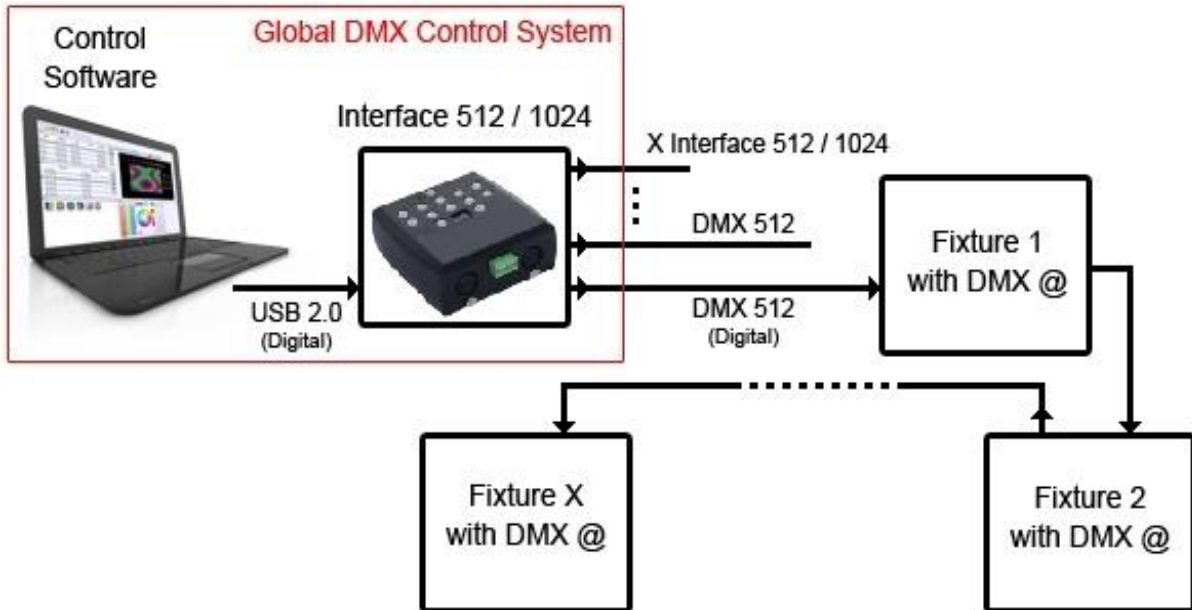 Global DMX Control System
Control
Software
Interface 512 / 1024
X Interface 512 / 1024
DMX 512
USB 2.0
(Digital)
DMX 512
(Digital)
Fixture 1
with DMX @
Fixture X
with DMX @
Fixture 2
with DMX @